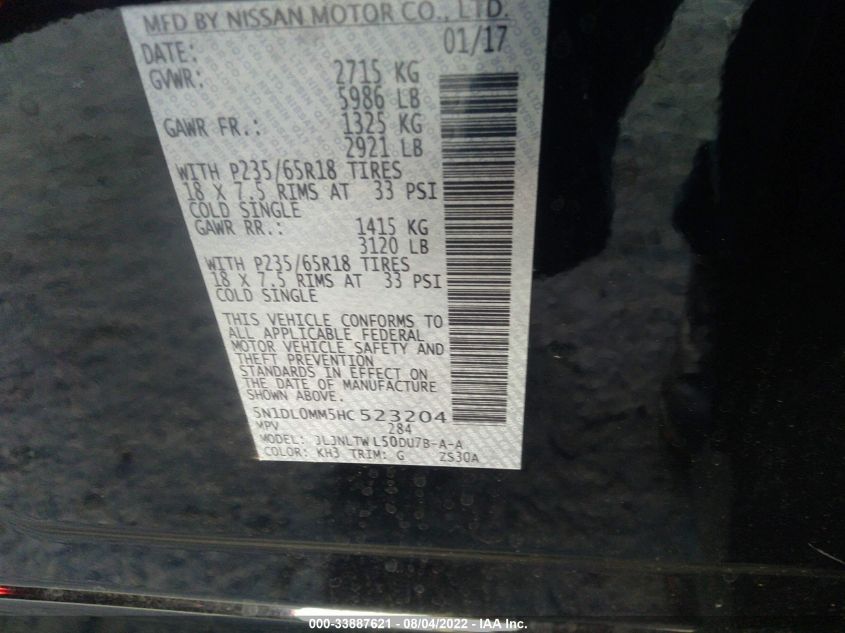 MFD BY NISSAN MOTOR CO., LTD.
DATE: 01/17
GVWR: 2715 KG
5986 LB
GAWR FR.: 1325 KG
2921 LB
WITH P235/65R18 TIRES
18 X 7.5 RIMS AT 33 PSI
COLD SINGLE
GAWR RR.: 1415 KG
3120 LB
WITH P235/65R18 TIRES
18 X 7.5 RIMS AT 33 PSI
COLD SINGLE
THIS VEHICLE CONFORMS TO
ALL APPLICABLE FEDERAL
MOTOR VEHICLE SAFETY AND
THEFT PREVENTION
STANDARDS IN EFFECT ON
THE DATE OF MANUFACTURE
SHOWN ABOVE.
5N1DL0MM5HC523204
MPV 284
MODEL: JLJNLTWL50DU7B-A-A
COLOR: KH3 TRIM: G ZS30A
000-33887621 - 08/04/2022 - IAA Inc.